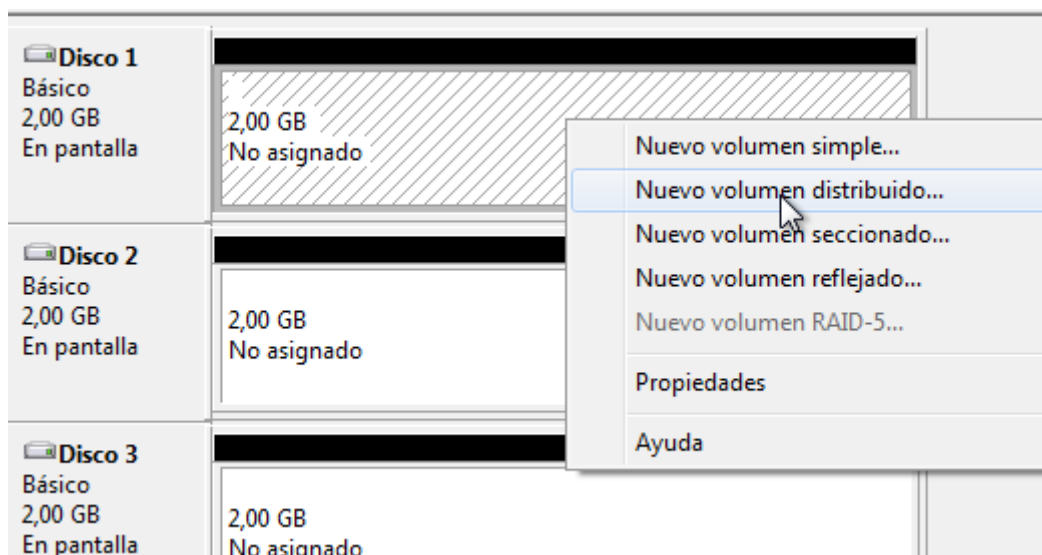 Disco 1
Básico
2,00 GB
En pantalla
2,00 GB
No asignado
Nuevo volumen simple...
Nuevo volumen distribuido...
Nuevo volumen seccionado...
Nuevo volumen reflejado...
Nuevo volumen RAID-5...
Propiedades
Ayuda
Disco 2
Básico
2,00 GB
En pantalla
2,00 GB
No asignado
Disco 3
Básico
2,00 GB
En pantalla
2,00 GB
No asignado